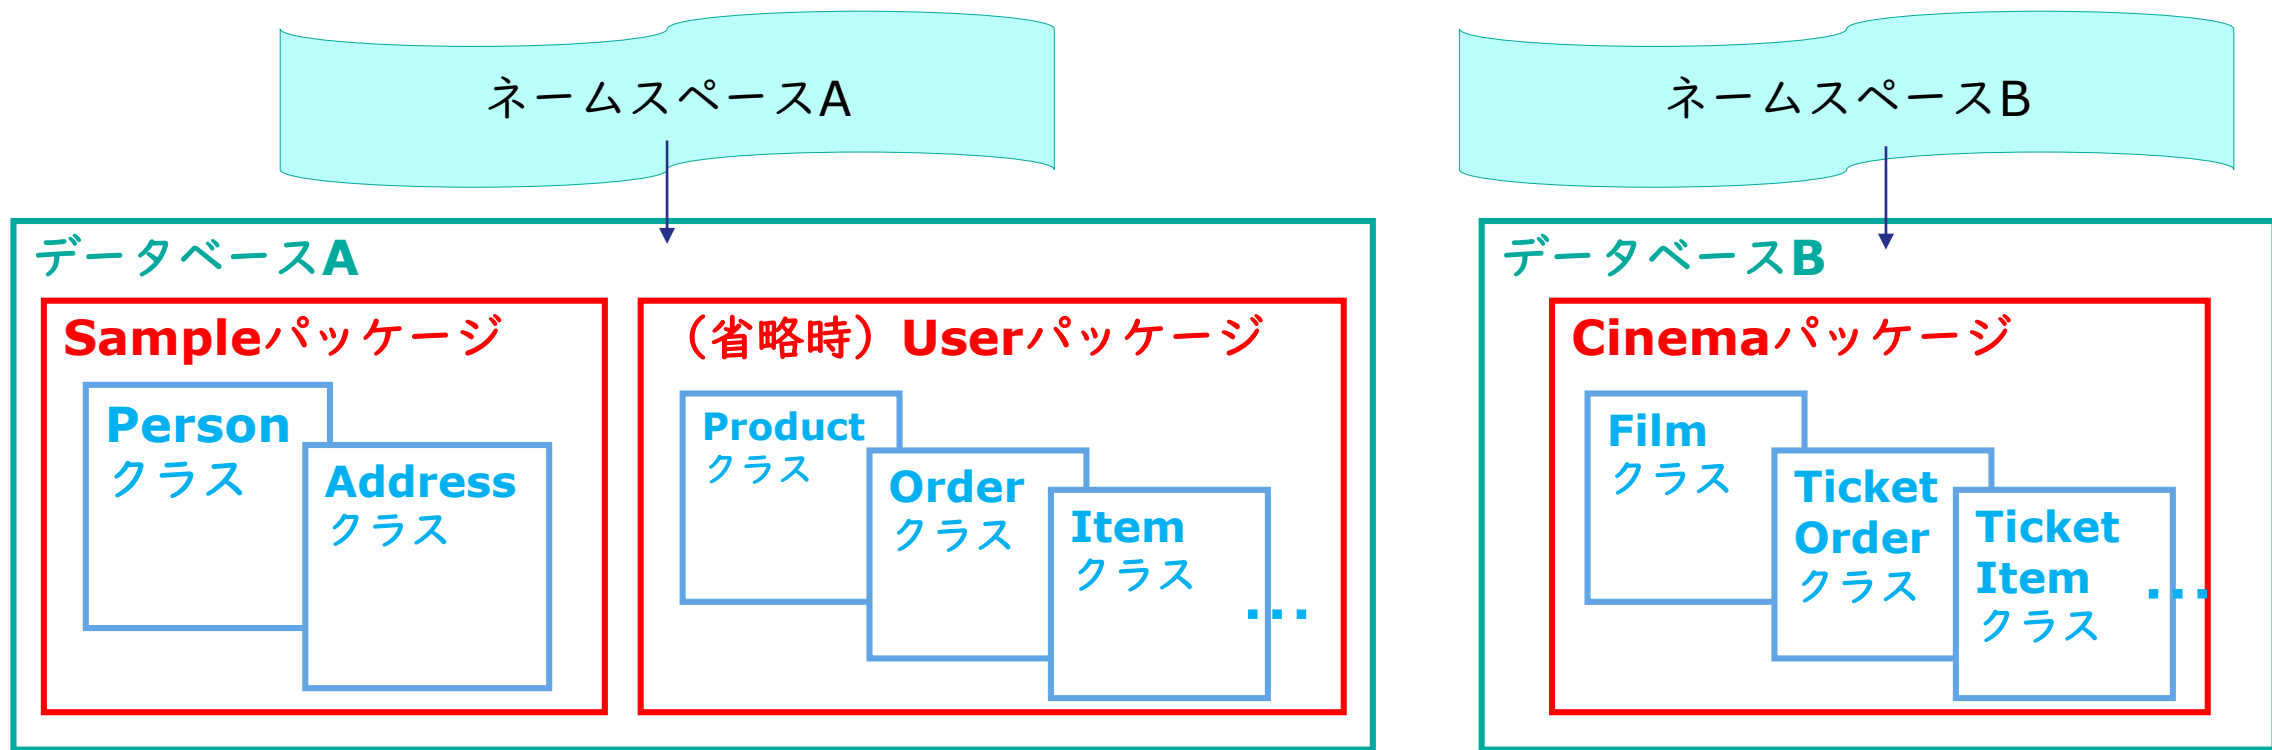 ネームスペースA
ネームスペースB
データベースA
Sampleパッケージ
Person
クラス
Address
クラス
（省略時）Userパッケージ
Product
クラス
Order
クラス
Item
クラス
...
データベースB
Cinemaパッケージ
Film
クラス
Ticket
Order
クラス
Ticket
Item
クラス
...